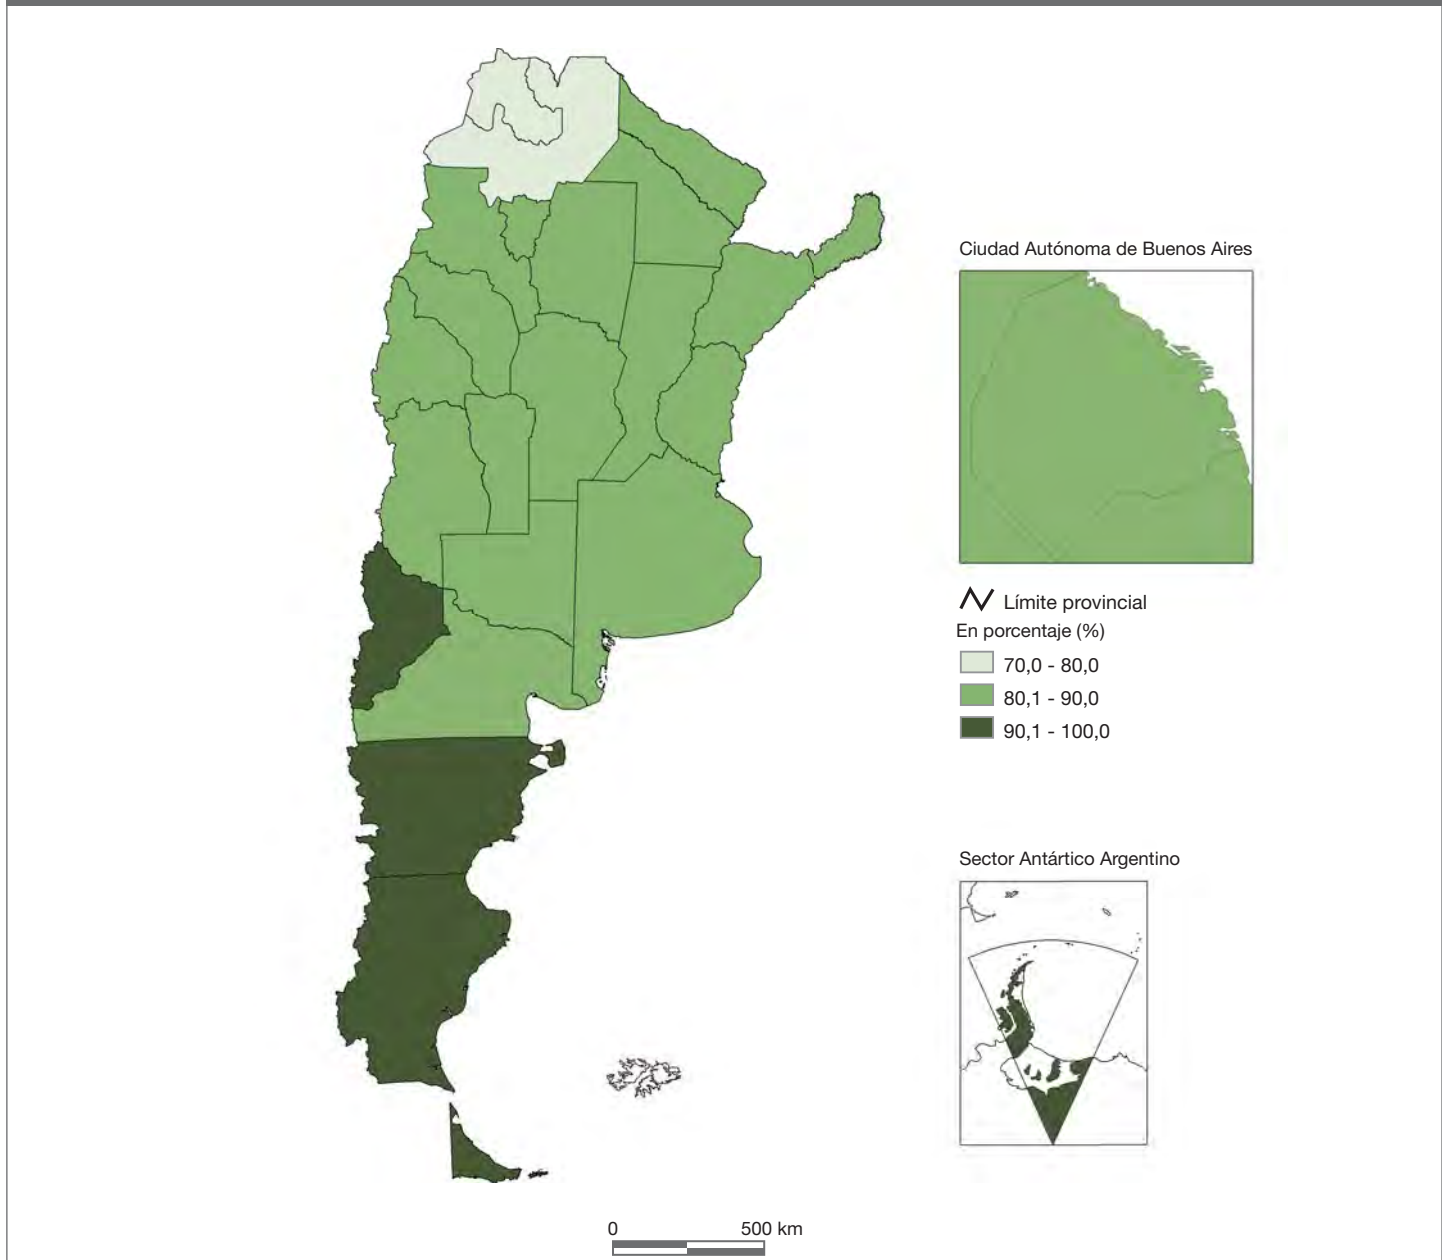 Ciudad Autónoma de Buenos Aires
Límite provincial
En porcentaje (%)
70,0 - 80,0
80,1 - 90,0
90,1 - 100,0
Sector Antártico Argentino
0 500 km